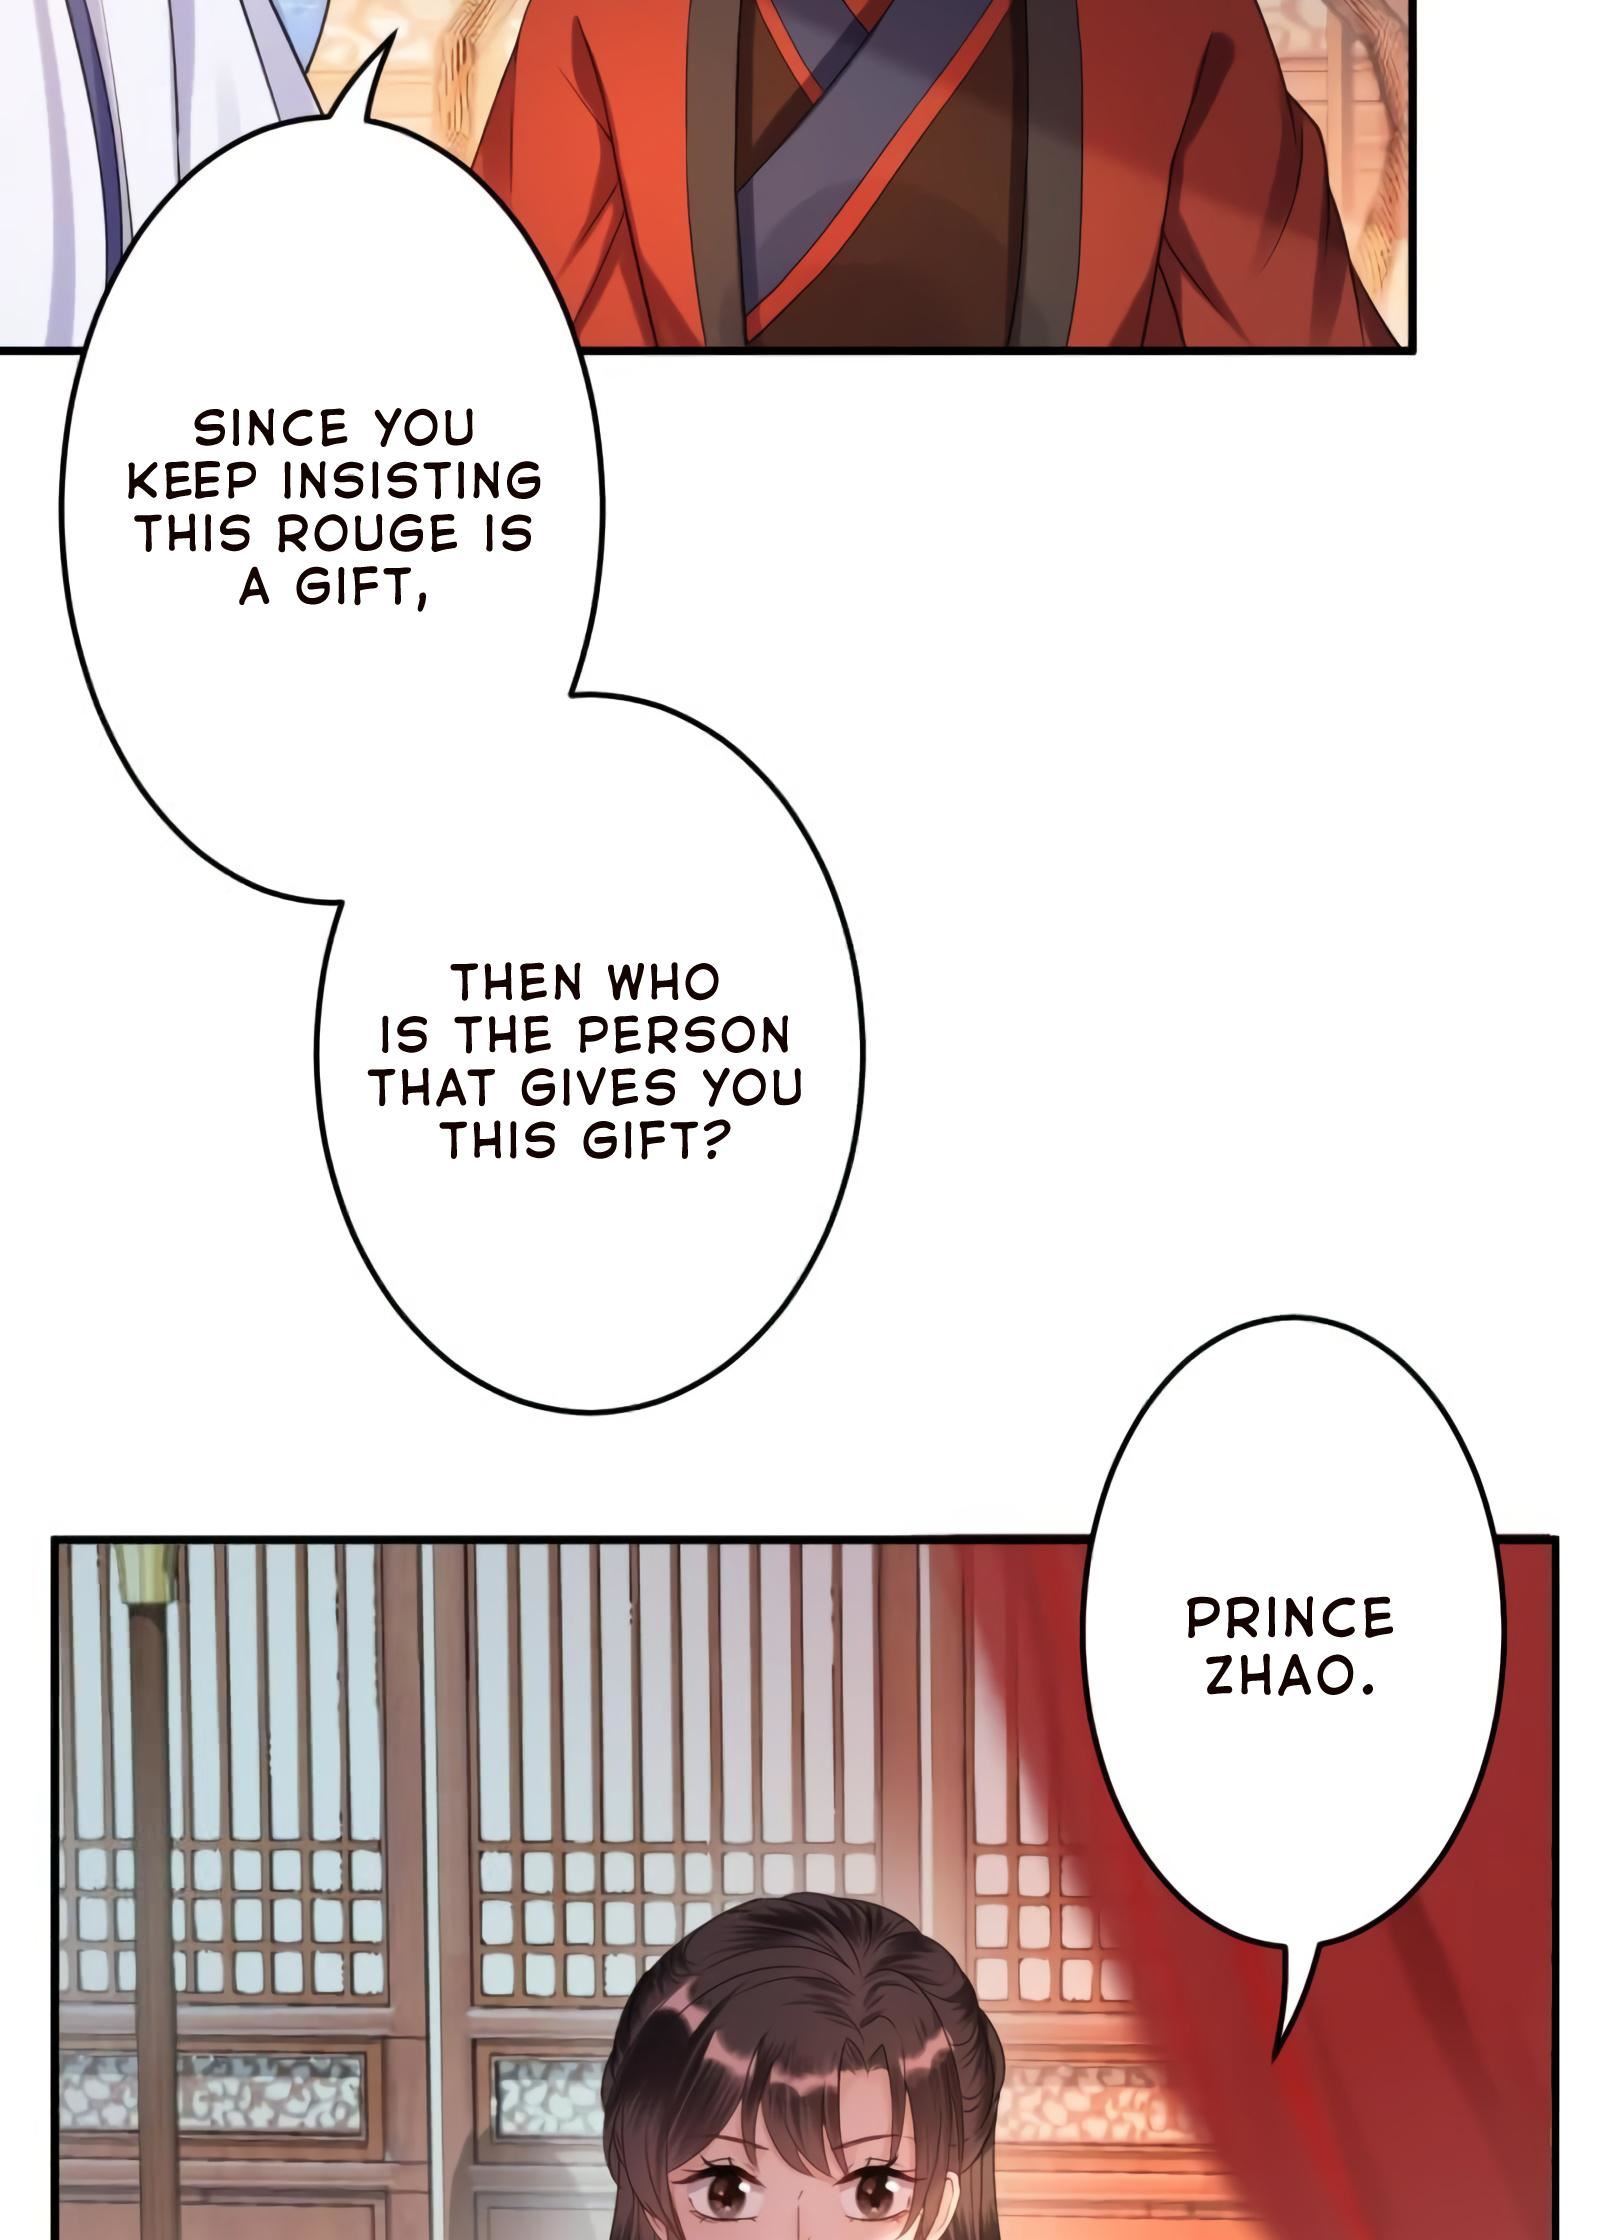 SINCE YOU
KEEP INSISTING
THIS ROUGE IS
A GIFT,
THEN WHO
IS THE PERSON
THAT GIVES YOU
THIS GIFT?
PRINCE
ZHAO.